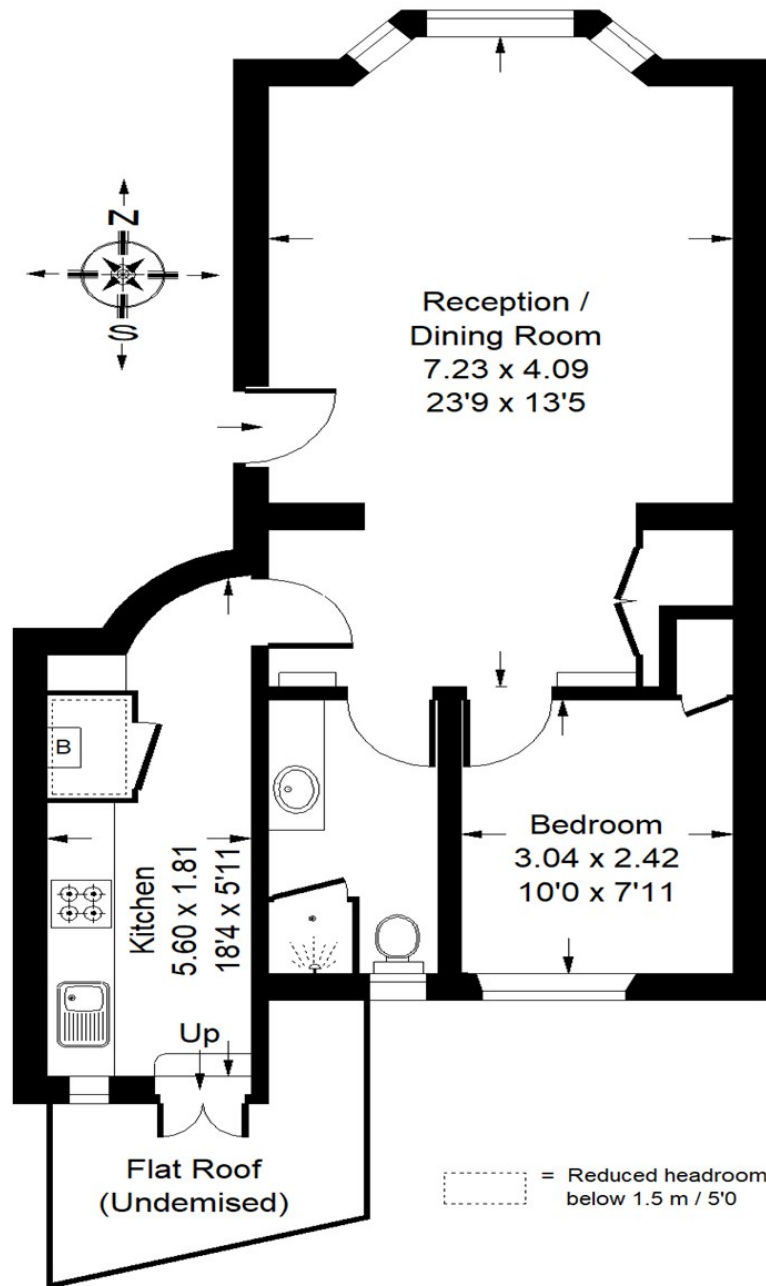 N
S
Reception /
Dining Room
7.23 x 4.09
23'9 x 13'5
B
Kitchen
5.60 x 1.81
18'4 x 5'11
Bedroom
3.04 x 2.42
10'0 x 7'11
Up
Flat Roof
(Undemised)
= Reduced headroom
below 1.5 m / 5'0